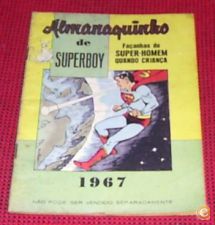 Almanaquinho
de
SUPERBOY
Façanhas do
SUPER-HOMEM
QUANDO CRIANÇA
1967
NÃO PODE SER VENDIDO SEPARADAMENTE